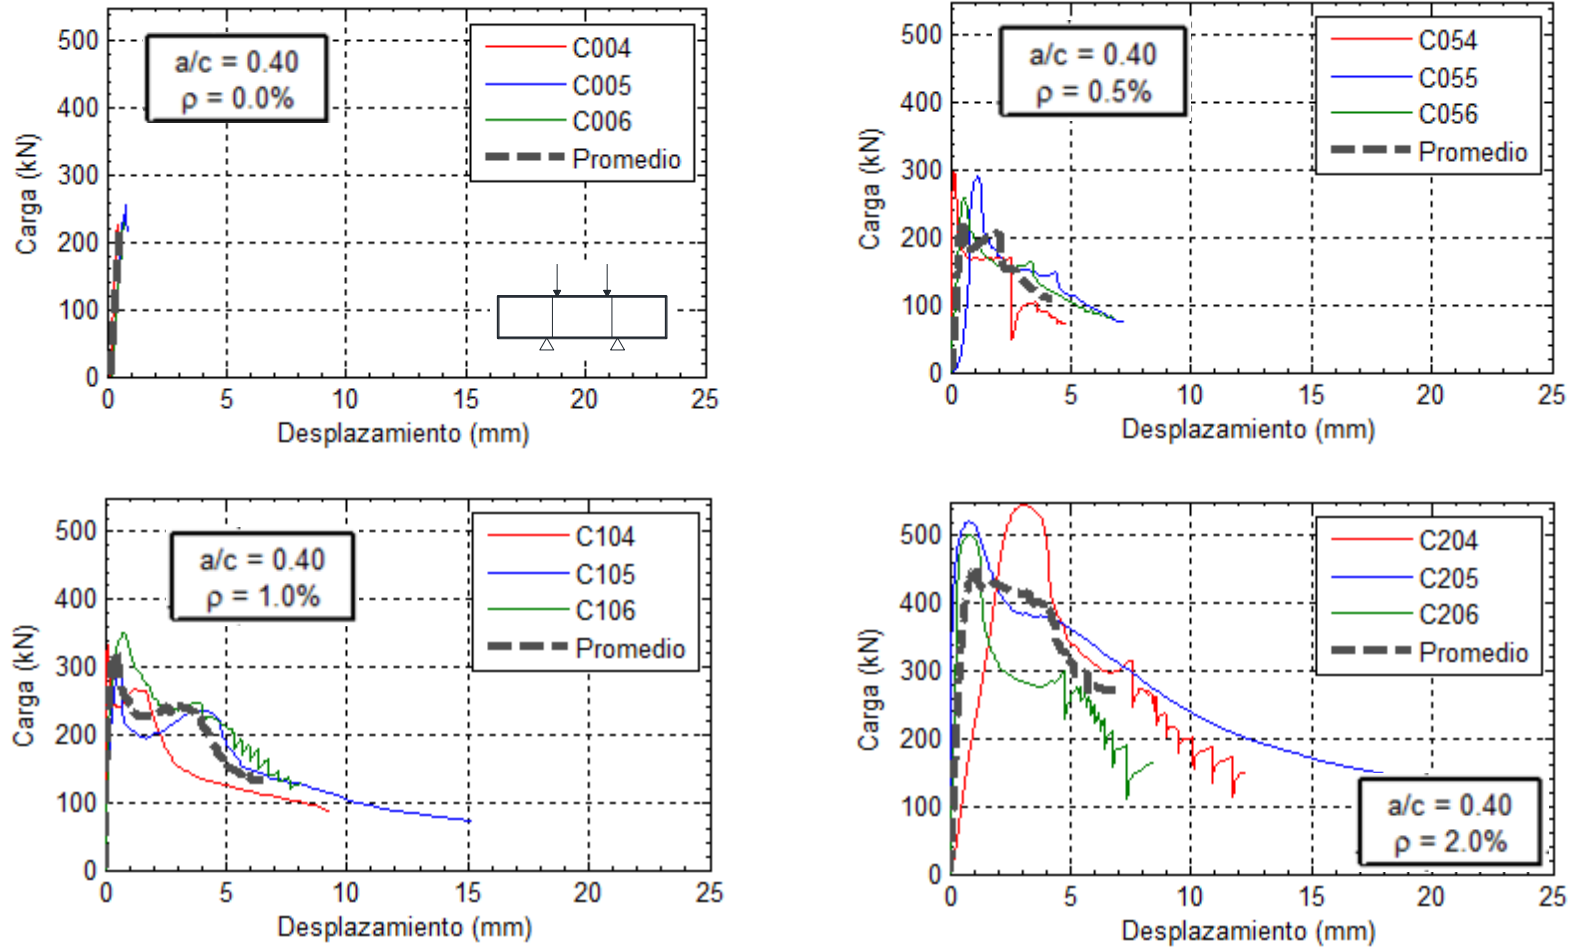 500
400
300
200
100
0
Carga (kN)
a/c = 0.40
ρ = 0.0%
C004
C005
C006
Promedio
0 5 10 15 20 25
Desplazamiento (mm)
500
400
300
200
100
0
Carga (kN)
a/c = 0.40
ρ = 0.5%
C054
C055
C056
Promedio
0 5 10 15 20 25
Desplazamiento (mm)
500
400
300
200
100
0
Carga (kN)
a/c = 0.40
ρ = 1.0%
C104
C105
C106
Promedio
0 5 10 15 20 25
Desplazamiento (mm)
500
400
300
200
100
0
Carga (kN)
C204
C205
C206
Promedio
a/c = 0.40
ρ = 2.0%
0 5 10 15 20 25
Desplazamiento (mm)